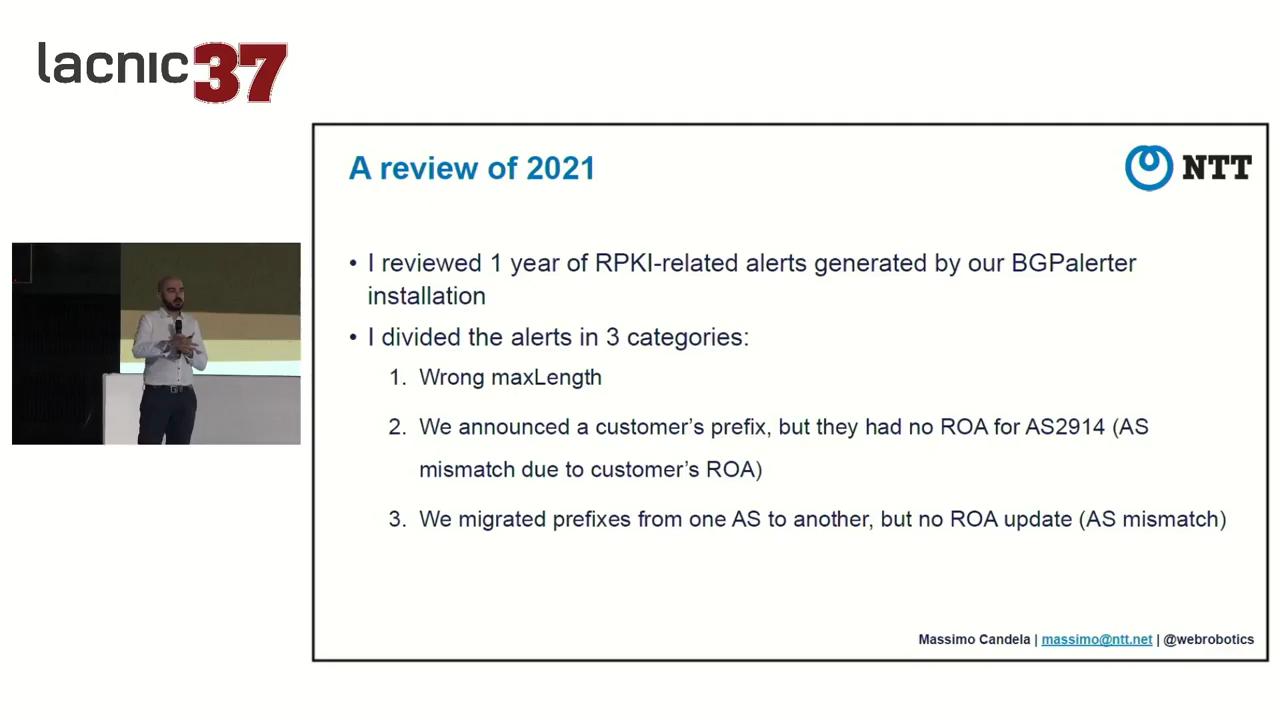 lacnic 37
A review of 2021
NTT
• I reviewed 1 year of RPKI-related alerts generated by our BGPalerter
installation
• I divided the alerts in 3 categories:
1. Wrong maxLength
2. We announced a customer’s prefix, but they had no ROA for AS2914 (AS
mismatch due to customer’s ROA)
3. We migrated prefixes from one AS to another, but no ROA update (AS mismatch)
Massimo Candela | massimo@ntt.net | @webrobotics